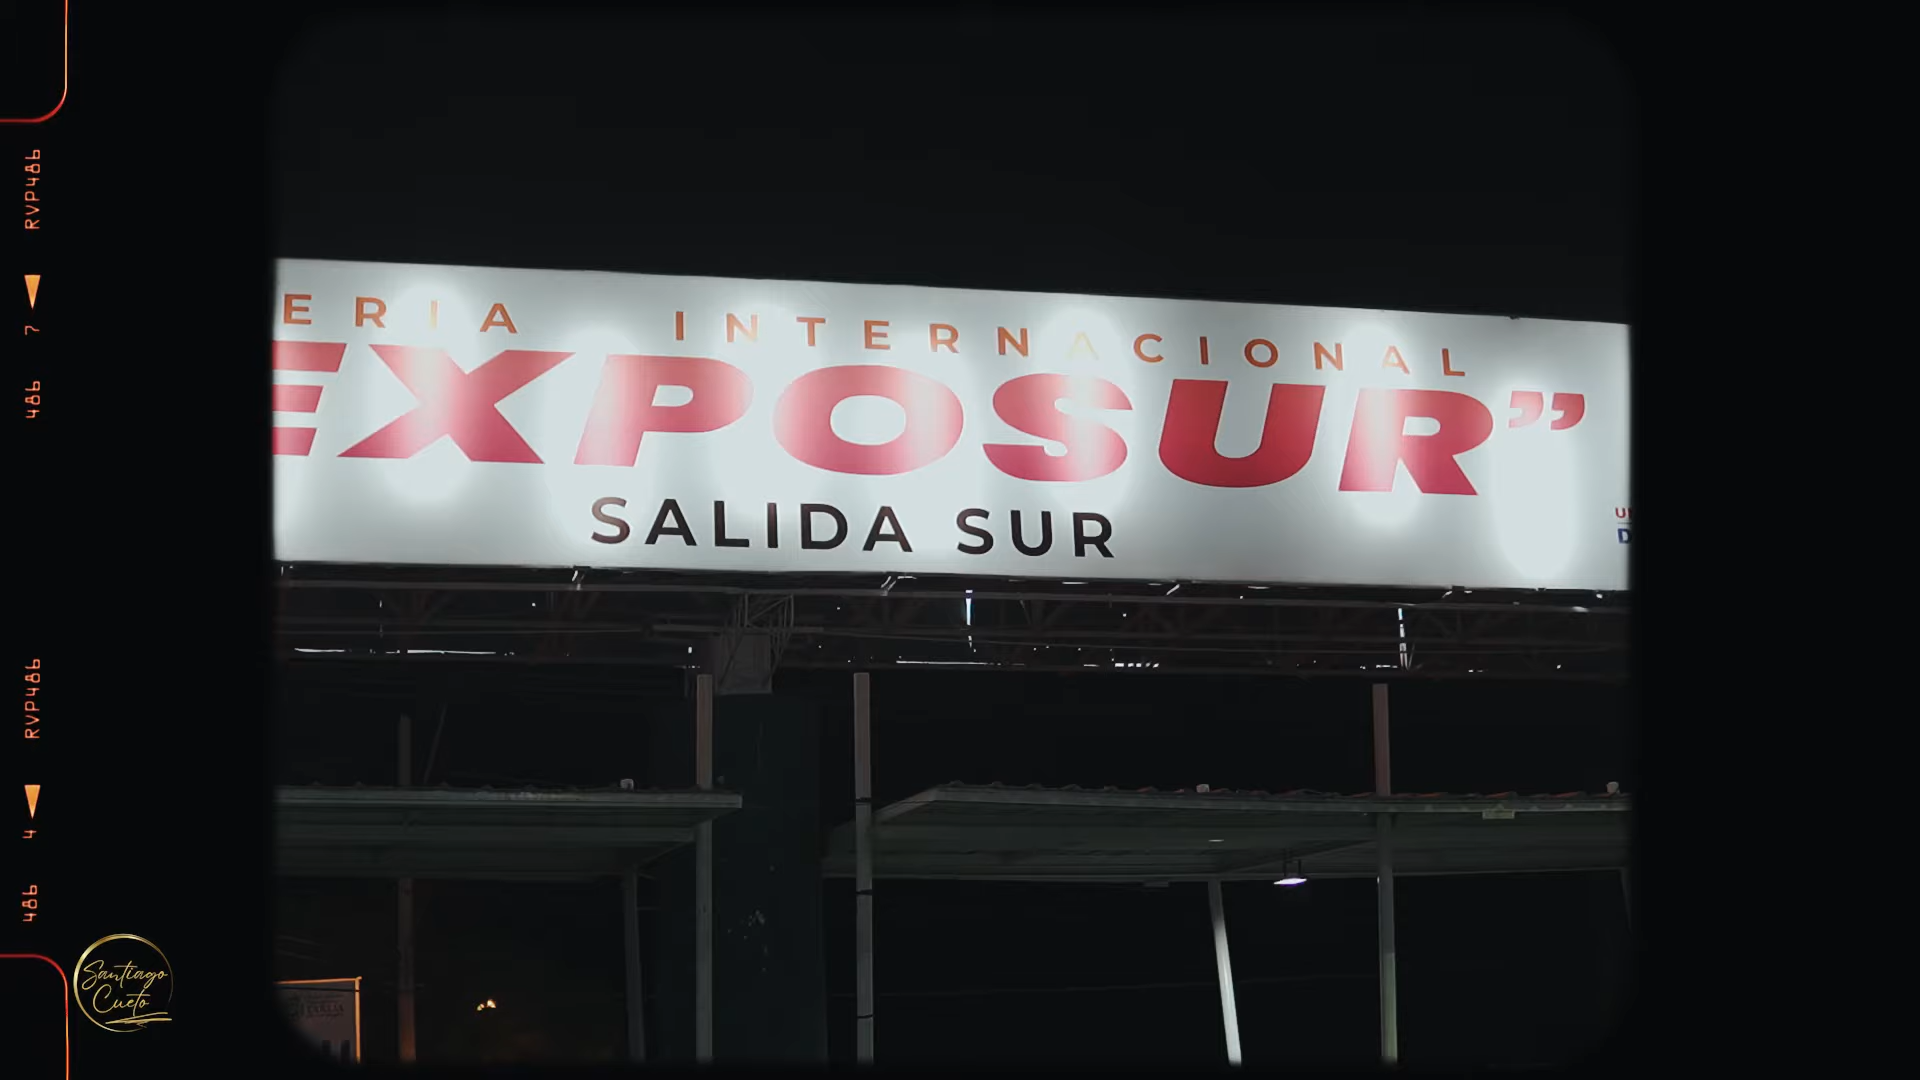 ERIA INTERNACIONAL
EXPOSUR”
SALIDA SUR
RVP486
7
486
RVP486
4
486
Santiago
Cueto